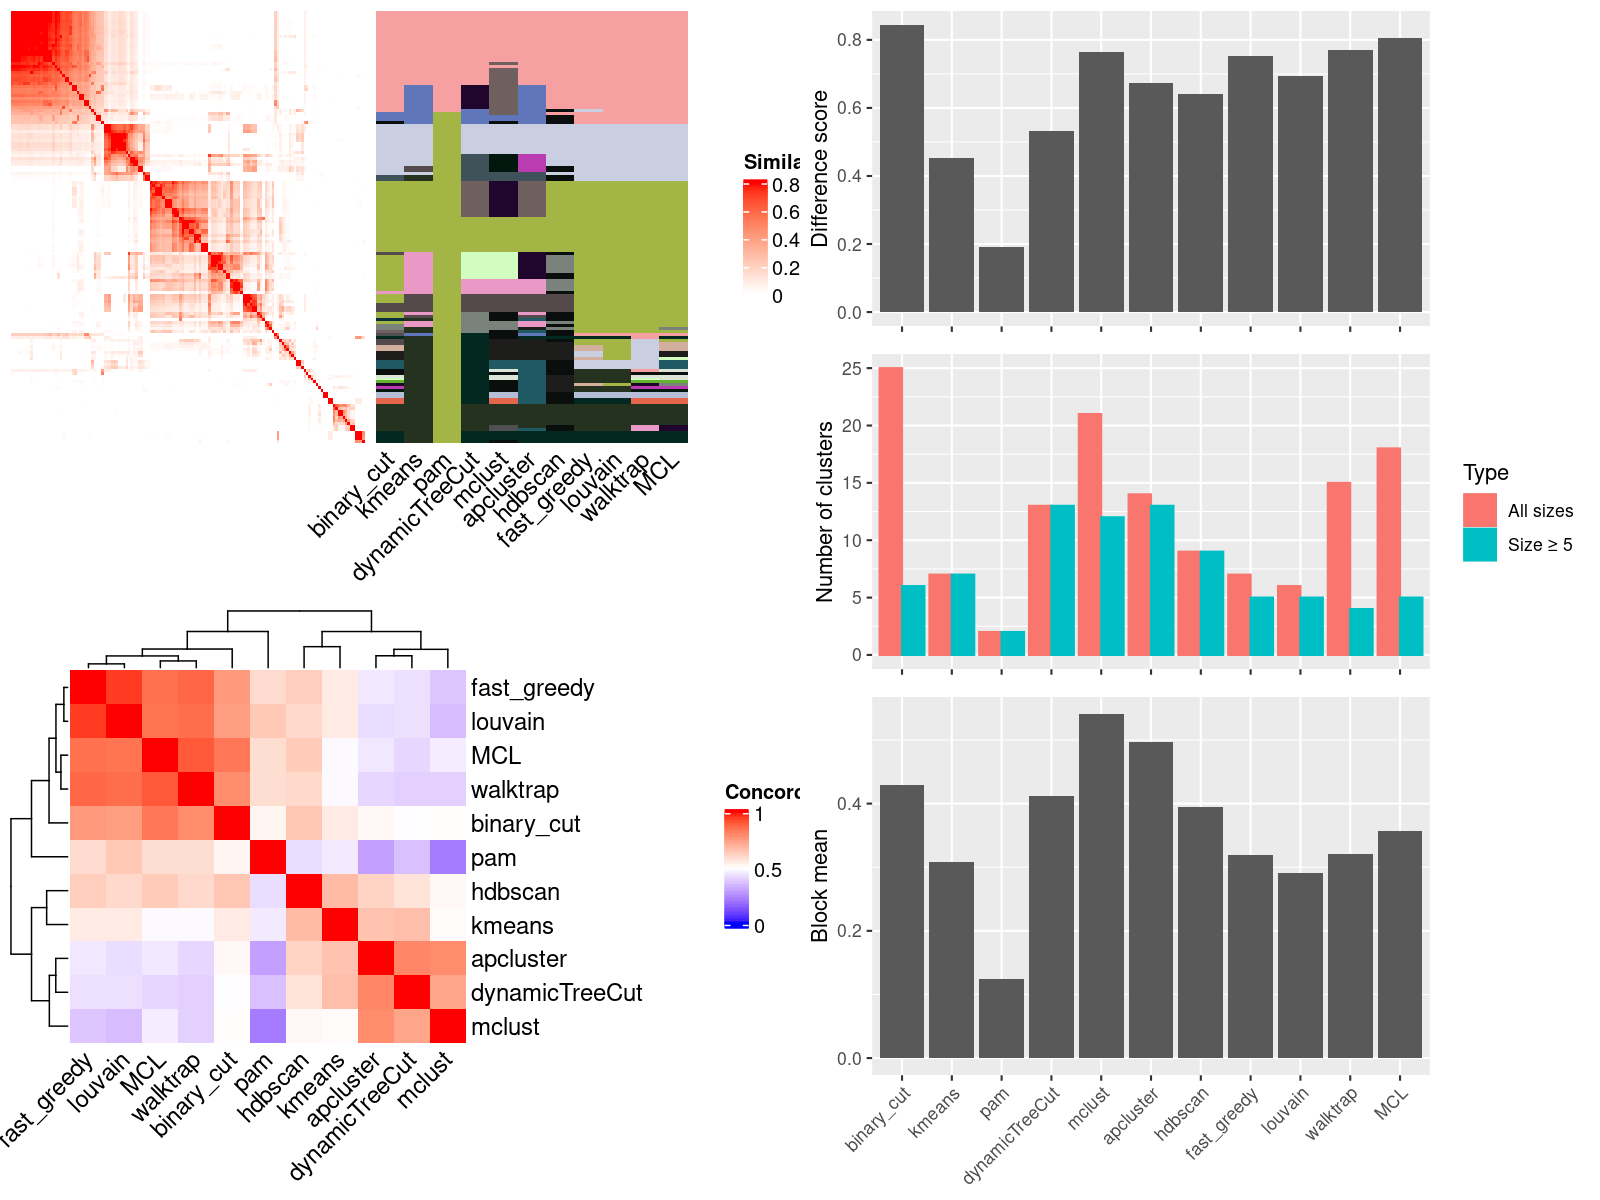 binary_cut
kmeans
pam
dynamicTreeCut
mclust
apcluster
hdbscan
fast_greedy
louvain
walktrap
MCL
Simila
0.8
0.6
0.4
0.2
0
fast_greedy
louvain
MCL
walktrap
binary_cut
pam
hdbscan
kmeans
apcluster
dynamicTreeCut
mclust
fast_greedy
louvain
MCL
walktrap
binary_cut
pam
hdbscan
kmeans
apcluster
dynamicTreeCut
mclust
Concord
1
0.5
0
Difference score
0.8
0.6
0.4
0.2
0.0
Number of clusters
25
20
15
10
5
0
Type
All sizes
Size ≥ 5
Block mean
0.4
0.2
0.0
binary_cut
kmeans
pam
dynamicTreeCut
mclust
apcluster
hdbscan
fast_greedy
louvain
walktrap
MCL